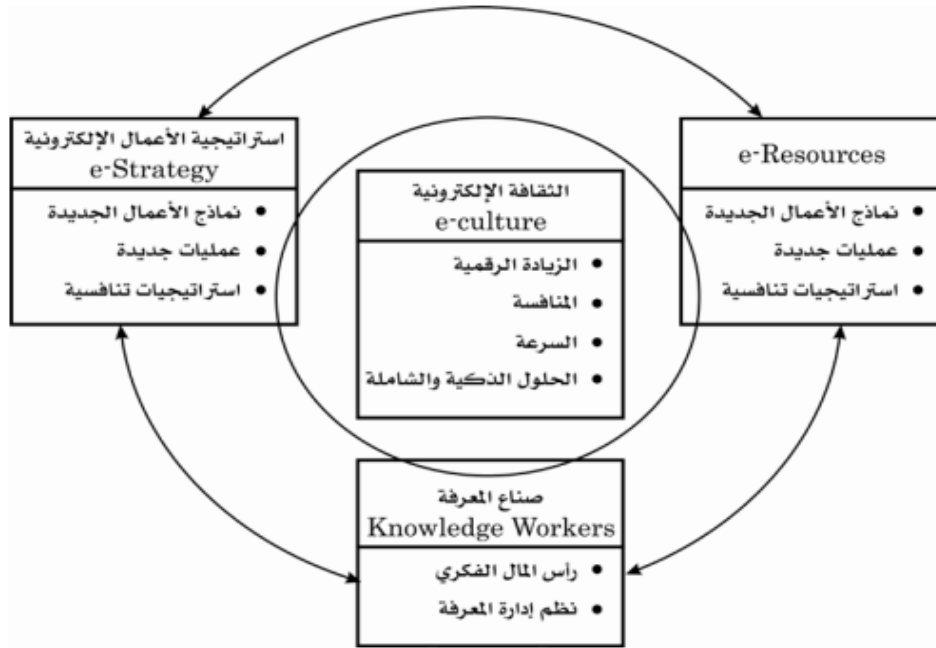 استراتيجية الأعمال الإلكترونية
e-Strategy
• نماذج الأعمال الجديدة
• عمليات جديدة
• استراتيجيات تنافسية
e-Resources
• نماذج الأعمال الجديدة
• عمليات جديدة
• استراتيجيات تنافسية
الثقافة الإلكترونية
e-culture
• الزيادة الرقمية
• المنافسة
• السرعة
• الحلول الذكية والشاملة
صناع المعرفة
Knowledge Workers
• رأس المال الفكري
• نظم إدارة المعرفة